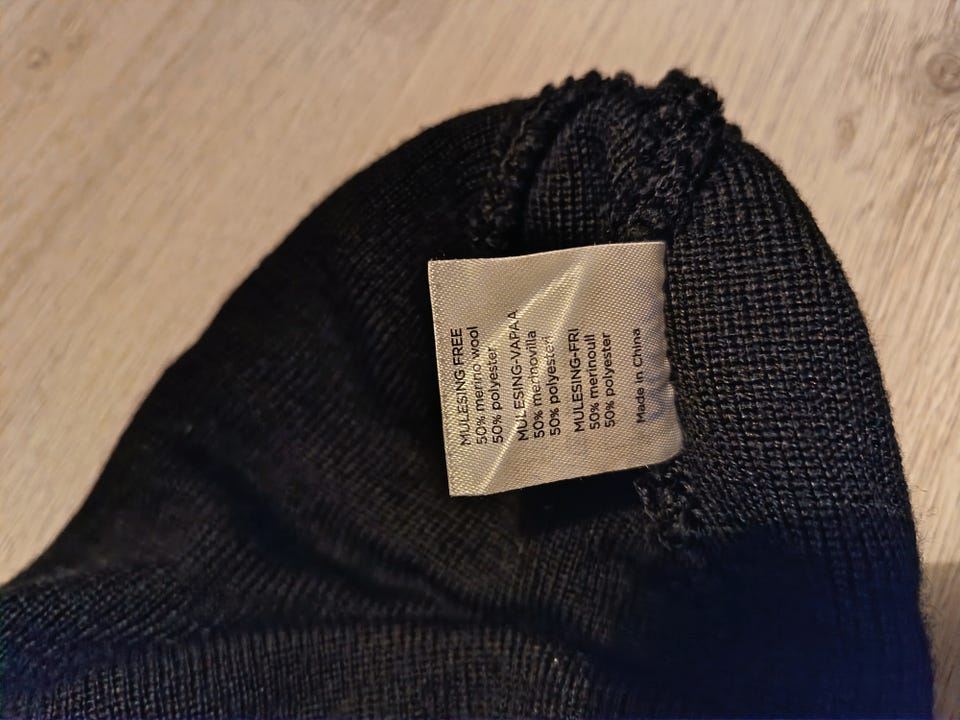 MULESING FREE
50% merino wool
50% polyester
MULESING-VAPAA
50% merinovilla
50% polyesteri
MULESING-FRI
50% merinoull
50% polyester
Made in China